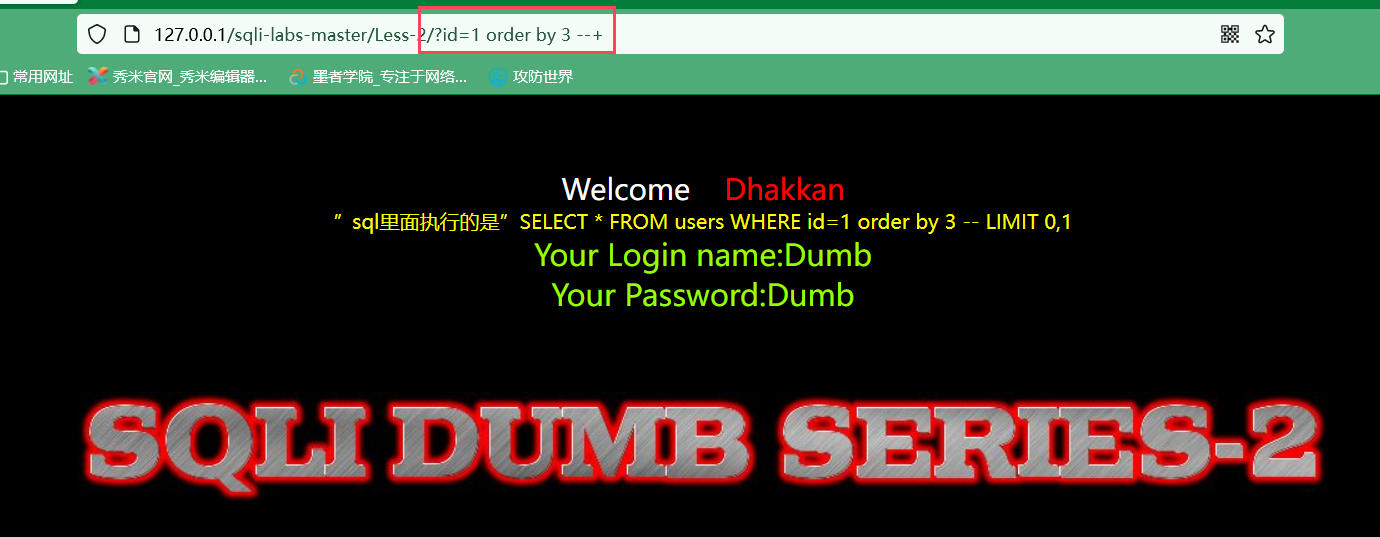 127.0.0.1/sqli-labs-master/Less-2/?id=1 order by 3 --+
常用网址 秀米官网_秀米编辑器... 墨者学院_专注于网络... 攻防世界
Welcome Dhakkan
”sql里面执行的是”SELECT * FROM users WHERE id=1 order by 3 -- LIMIT 0,1
Your Login name:Dumb
Your Password:Dumb
SQLI DUMB SERIES-2